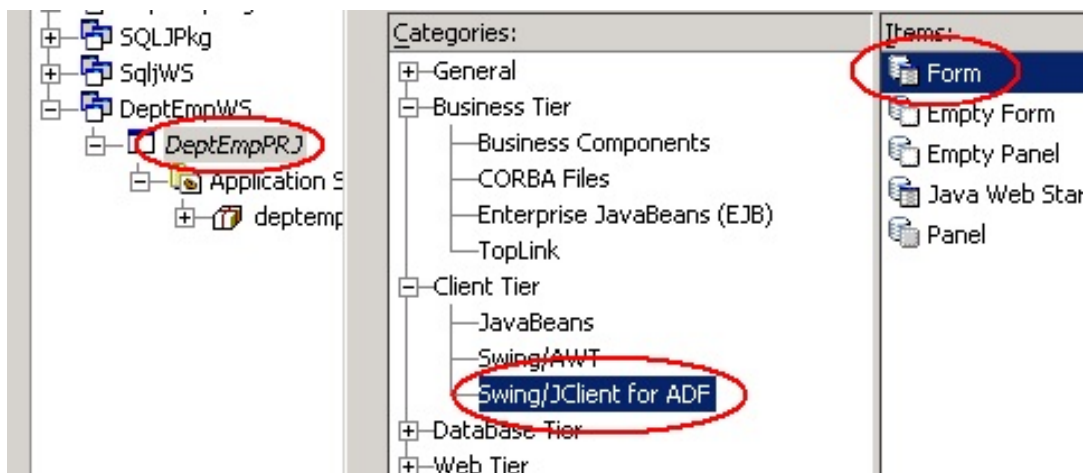 SQLJPkg
SqljWS
DeptEmpWS
DeptEmpPRJ
Application S
deptemp
Categories:
General
Business Tier
Business Components
CORBA Files
Enterprise JavaBeans (EJB)
TopLink
Client Tier
JavaBeans
Swing/AWT
Swing/JClient for ADF
Database Tier
Web Tier
Items:
Form
Empty Form
Empty Panel
Java Web Star
Panel